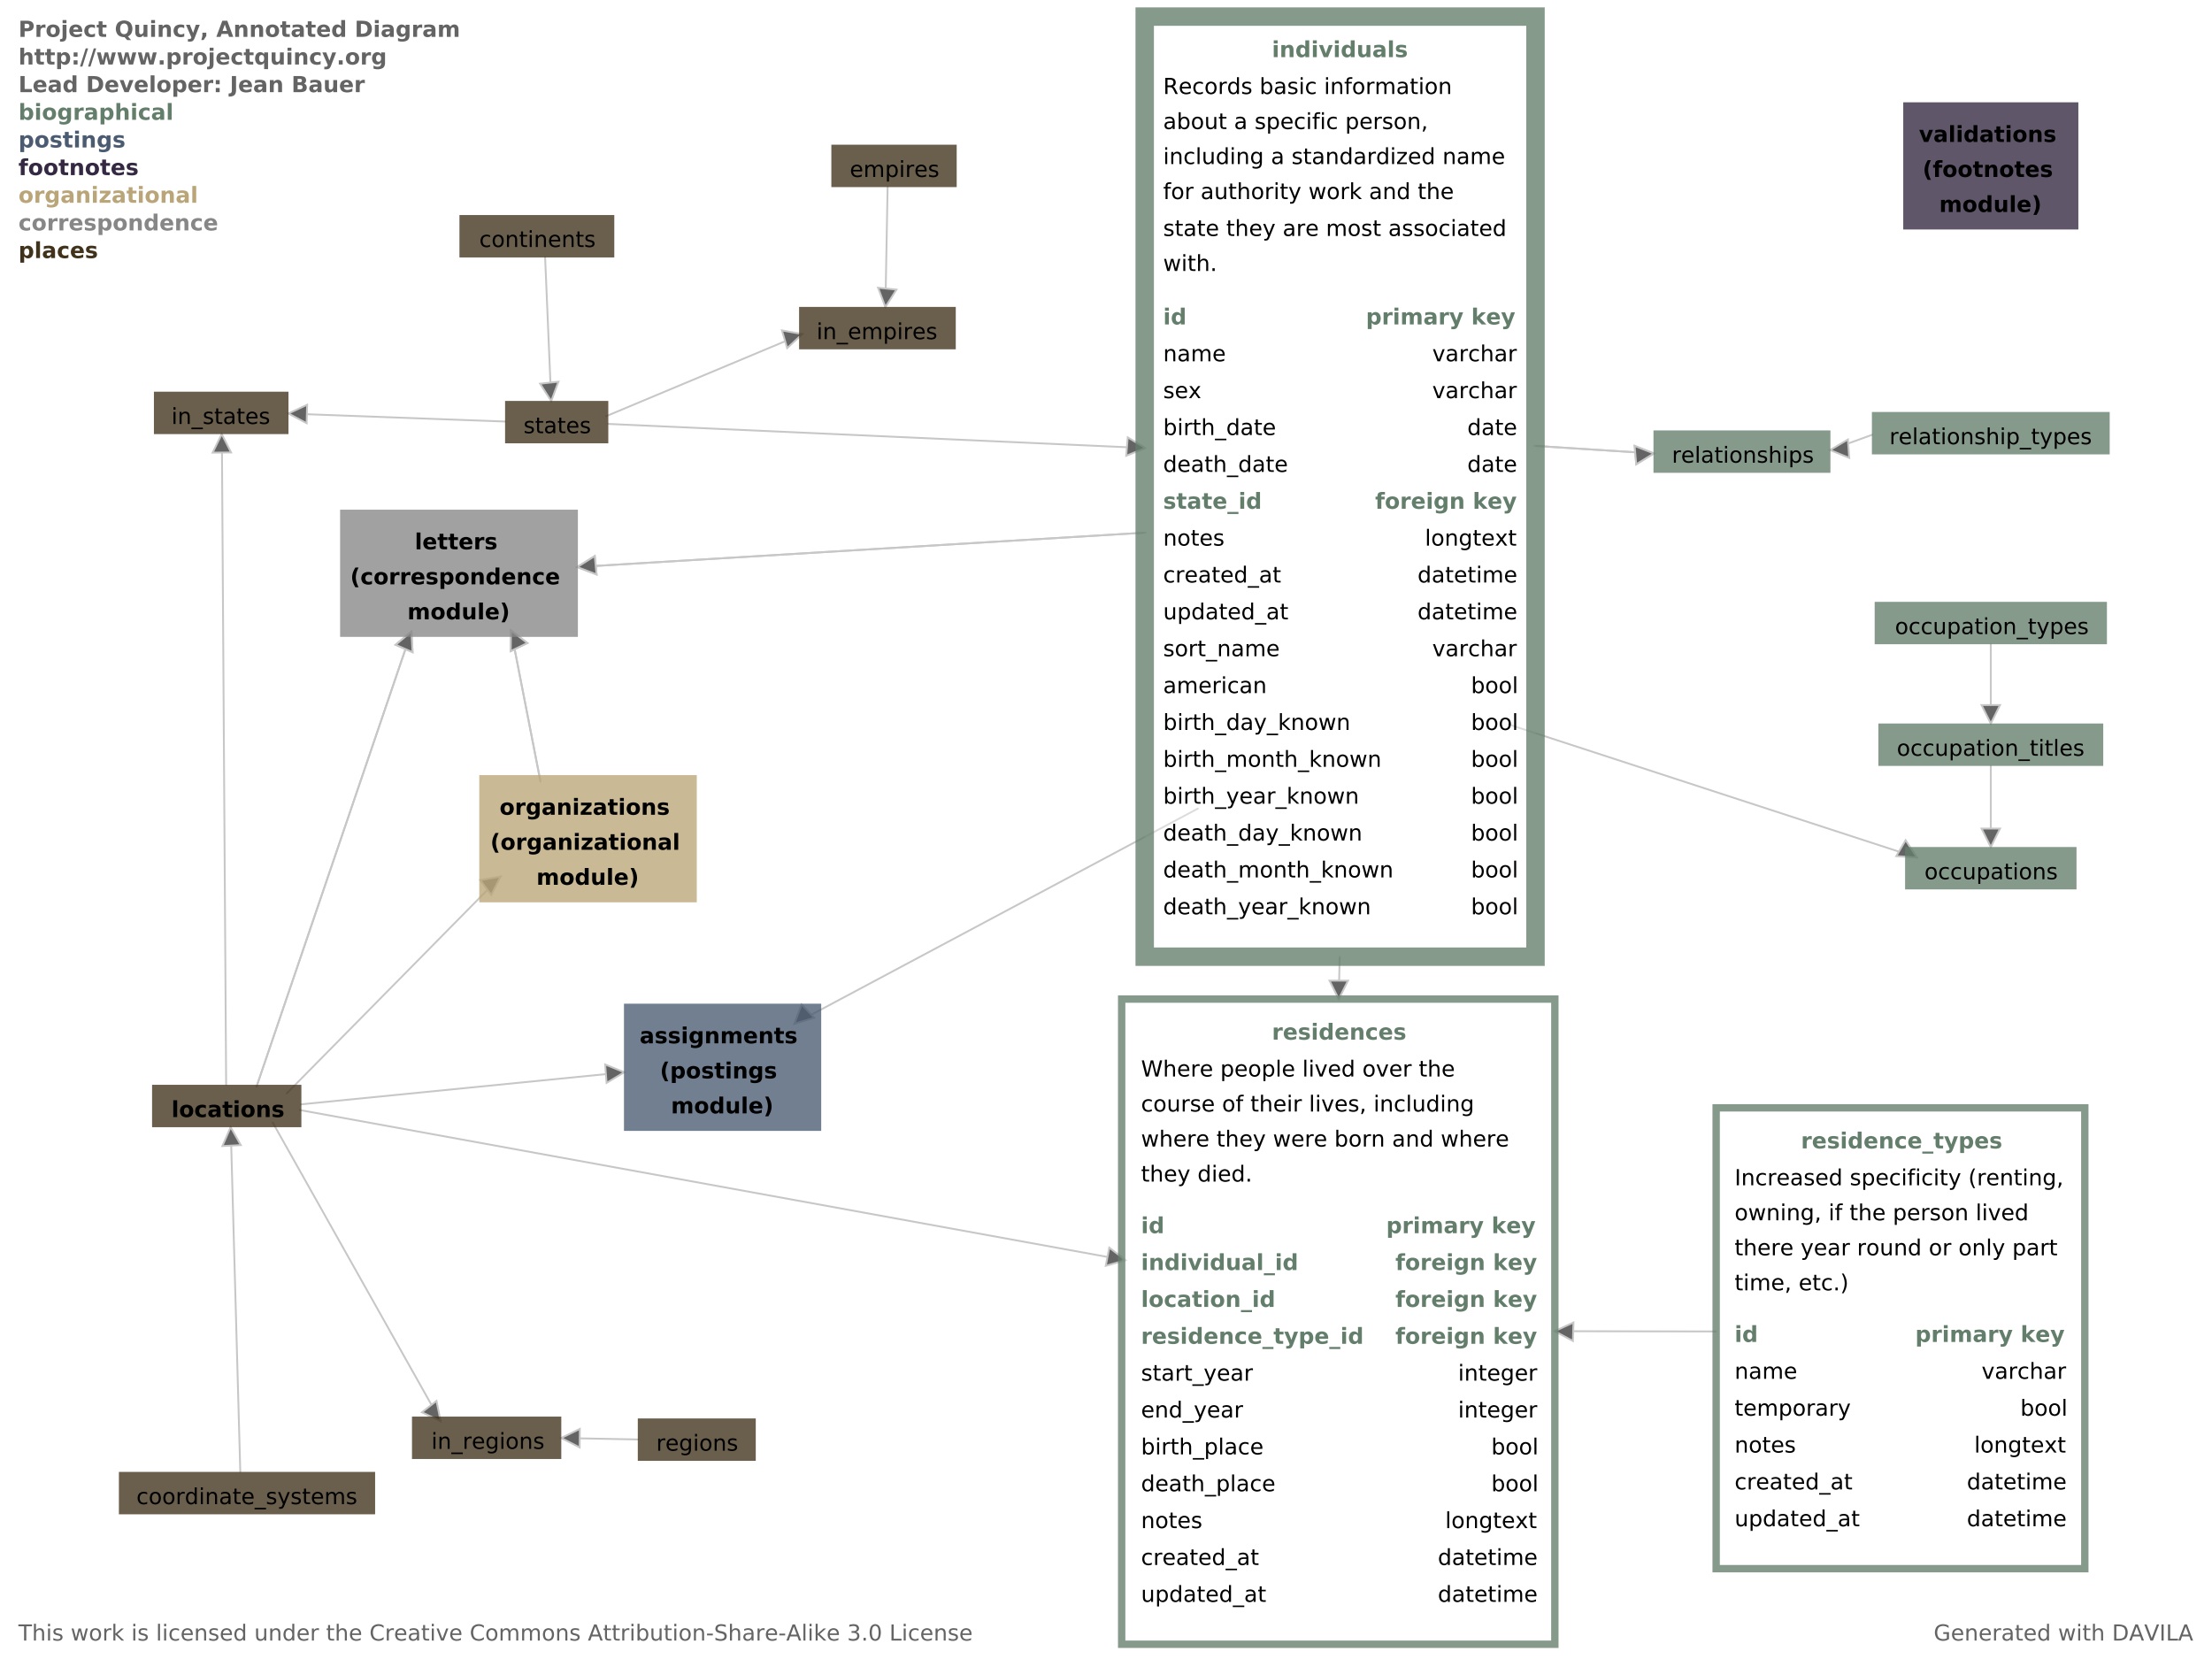 Project Quincy, Annotated Diagram
http://www.projectquincy.org
Lead Developer: Jean Bauer
biographical
postings
footnotes
organizational
correspondence
places
empires
continents
in_empires
in_states
states
letters
(correspondence
module)
organizations
(organizational
module)
assignments
(postings
module)
locations
in_regions
regions
coordinate_systems
individuals
Records basic information
about a specific person,
including a standardized name
for authority work and the
state they are most associated
with.
id primary key
name varchar
sex varchar
birth_date date
death_date date
state_id foreign key
notes longtext
created_at datetime
updated_at datetime
sort_name varchar
american bool
birth_day_known bool
birth_month_known bool
birth_year_known bool
death_day_known bool
death_month_known bool
death_year_known bool
validations
(footnotes
module)
relationship_types
relationships
occupation_types
occupation_titles
occupations
residences
Where people lived over the
course of their lives, including
where they were born and where
they died.
id primary key
individual_id foreign key
location_id foreign key
residence_type_id foreign key
start_year integer
end_year integer
birth_place bool
death_place bool
notes longtext
created_at datetime
updated_at datetime
residence_types
Increased specificity (renting,
owning, if the person lived
there year round or only part
time, etc.)
id primary key
name varchar
temporary bool
notes longtext
created_at datetime
updated_at datetime
This work is licensed under the Creative Commons Attribution-Share-Alike 3.0 License
Generated with DAVILA